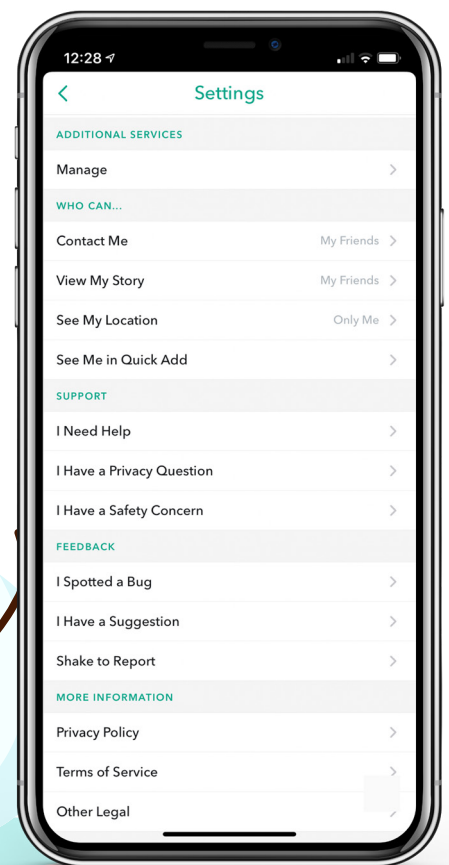 12:28
Settings
ADDITIONAL SERVICES
Manage
WHO CAN...
Contact Me My Friends
View My Story My Friends
See My Location Only Me
See Me in Quick Add
SUPPORT
I Need Help
I Have a Privacy Question
I Have a Safety Concern
FEEDBACK
I Spotted a Bug
I Have a Suggestion
Shake to Report
MORE INFORMATION
Privacy Policy
Terms of Service
Other Legal